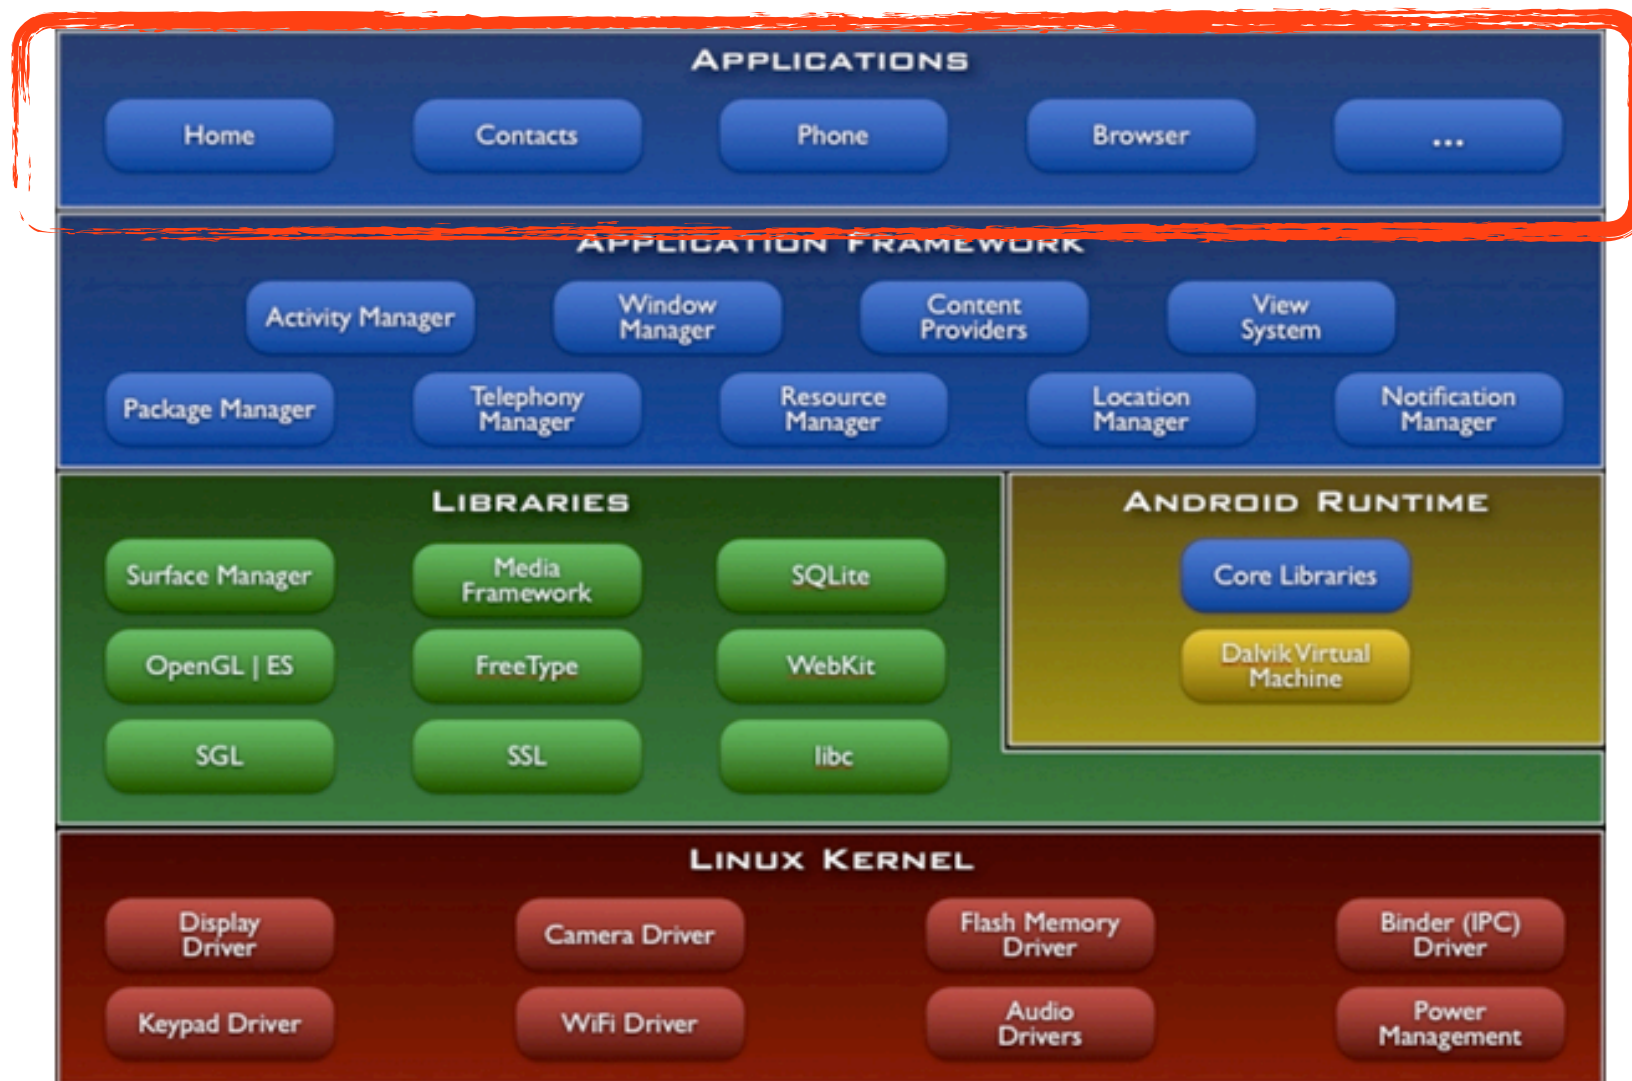 APPLICATIONS
Home
Contacts
Phone
Browser
...
APPLICATION FRAMEWORK
Activity Manager
Window
Manager
Content
Providers
View
System
Package Manager
Telephony
Manager
Resource
Manager
Location
Manager
Notification
Manager
LIBRARIES
Surface Manager
Media
Framework
SQLite
OpenGL | ES
FreeType
WebKit
SGL
SSL
libc
ANDROID RUNTIME
Core Libraries
Dalvik Virtual
Machine
LINUX KERNEL
Display
Driver
Camera Driver
Flash Memory
Driver
Binder (IPC)
Driver
Keypad Driver
WiFi Driver
Audio
Drivers
Power
Management